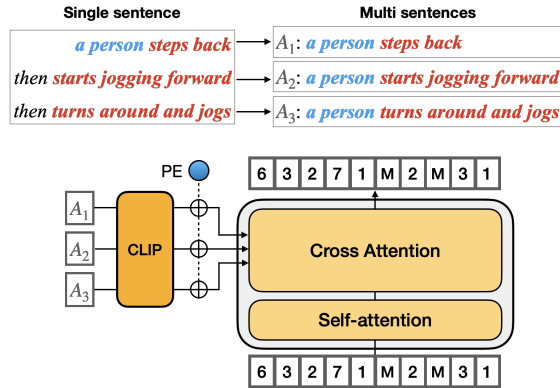 Single sentence
Multi sentences
a person steps back
A1: a person steps back
then starts jogging forward
A2: a person starts jogging forward
then turns around and jogs
A3: a person turns around and jogs
PE
6 3 2 7 1 M 2 M 3 1
A1
A2
A3
CLIP
Cross Attention
Self-attention
6 3 2 7 1 M 2 M 3 1